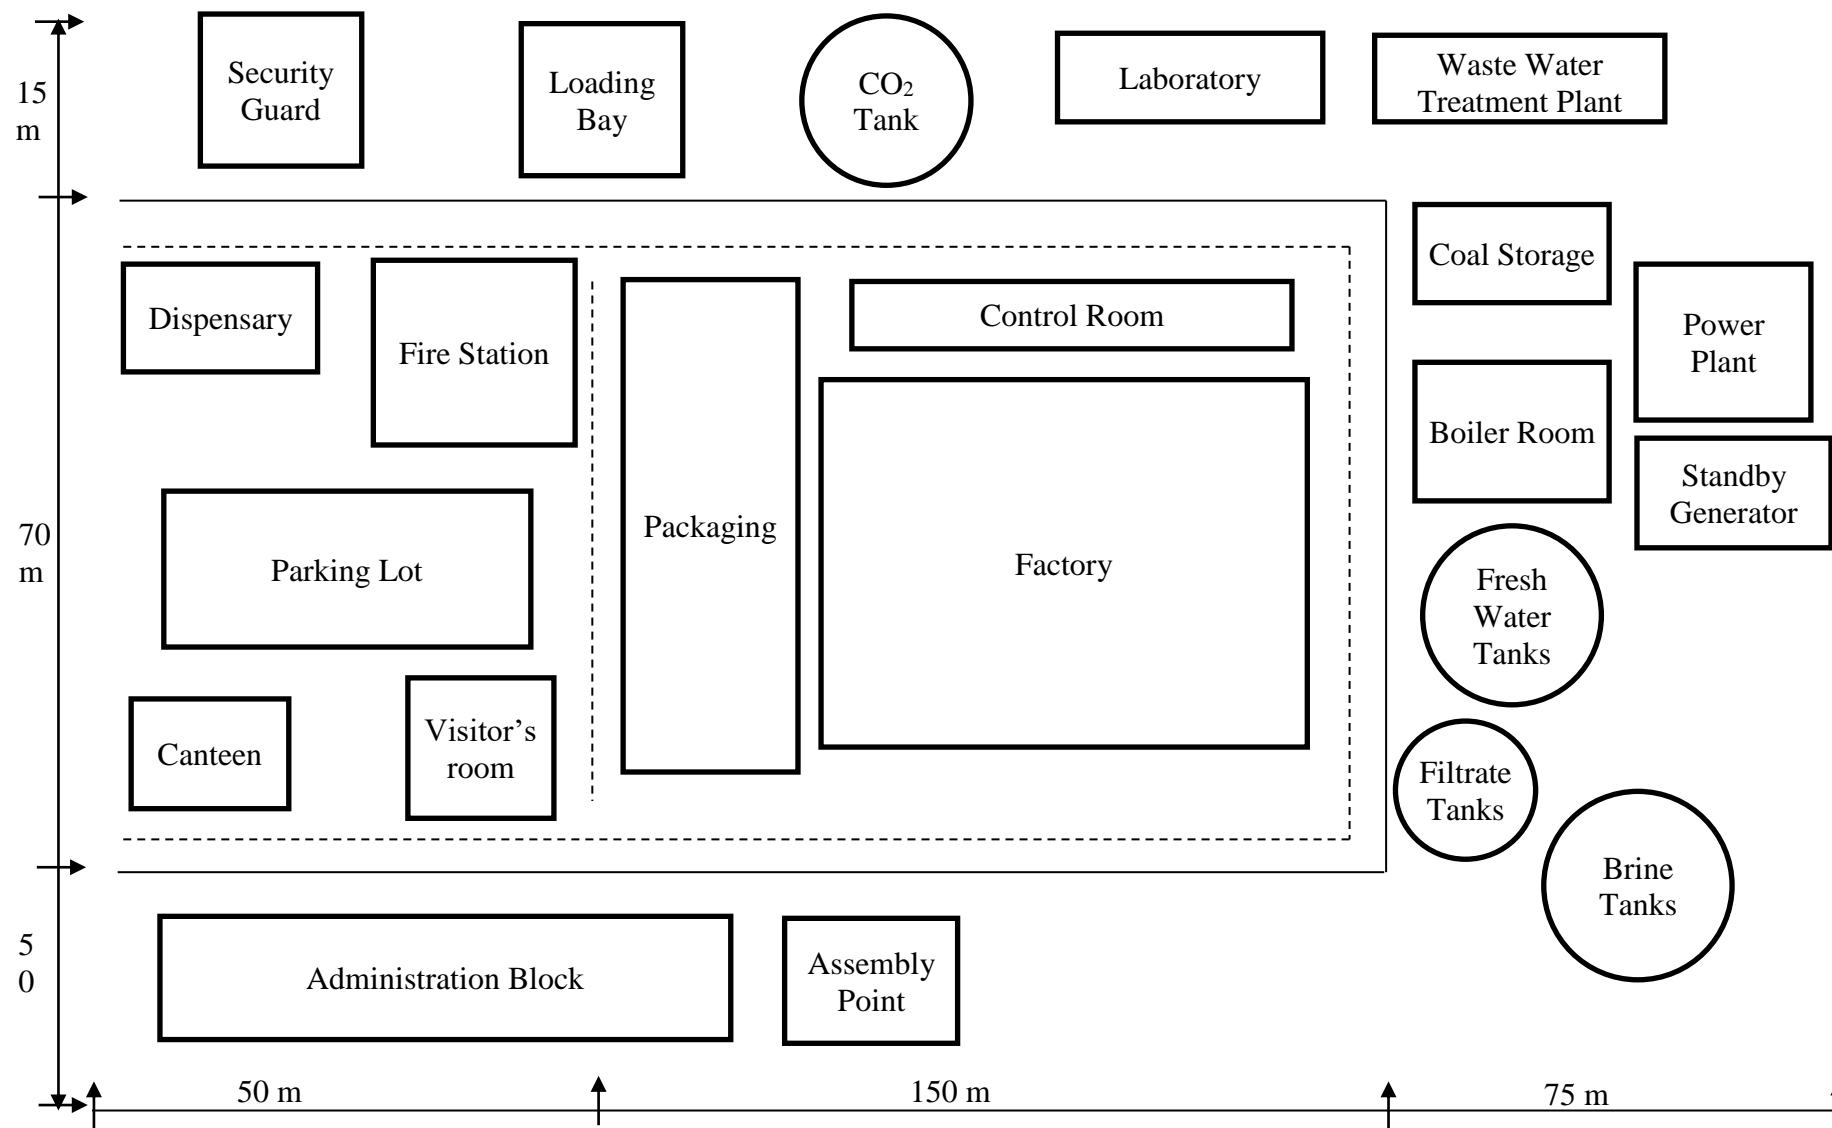 Security
Guard
Loading
Bay
CO₂
Tank
Laboratory
Waste Water
Treatment Plant
15
m
Coal Storage
Dispensary
Fire Station
Control Room
Power
Plant
Boiler Room
Standby
Generator
Packaging
Factory
Parking Lot
70
m
Fresh
Water
Tanks
Canteen
Visitor’s
room
Filtrate
Tanks
Brine
Tanks
5
0
Administration Block
Assembly
Point
50 m
150 m
75 m